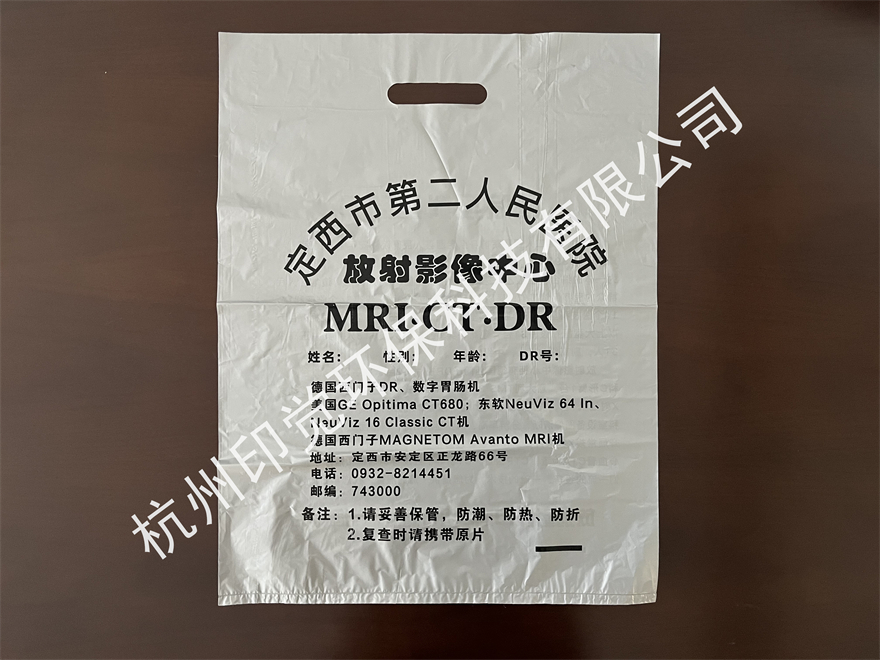 定西市第二人民医院
放射影像中心
MRI·CT·DR
姓名： 性别： 年龄： DR号：
德国西门子DR、数字胃肠机
美国GE Opitima CT680；东软NeuViz 64 In、
NeuViz 16 Classic CT机
德国西门子MAGNETOM Avanto MRI机
地址：定西市安定区正龙路66号
电话：0932-8214451
邮编：743000
备注：1.请妥善保管，防潮、防热、防折
2.复查时请携带原片
杭州印觉环保科技有限公司